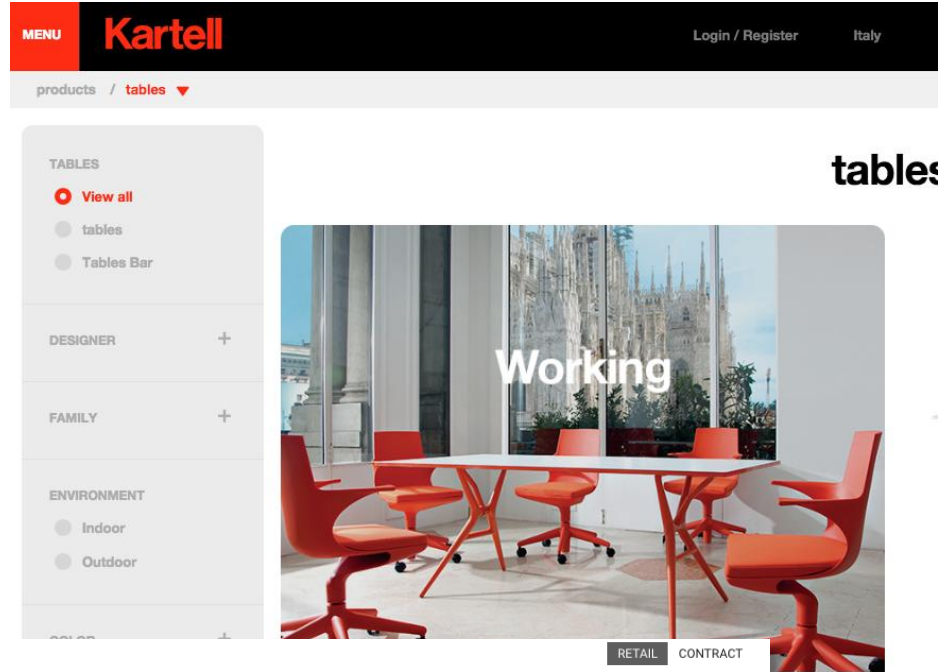 MENU
Kartell
Login / Register
Italy
products / tables
tables
TABLES
View all
tables
Tables Bar
DESIGNER +
FAMILY +
ENVIRONMENT
Indoor
Outdoor
Working
RETAIL CONTRACT